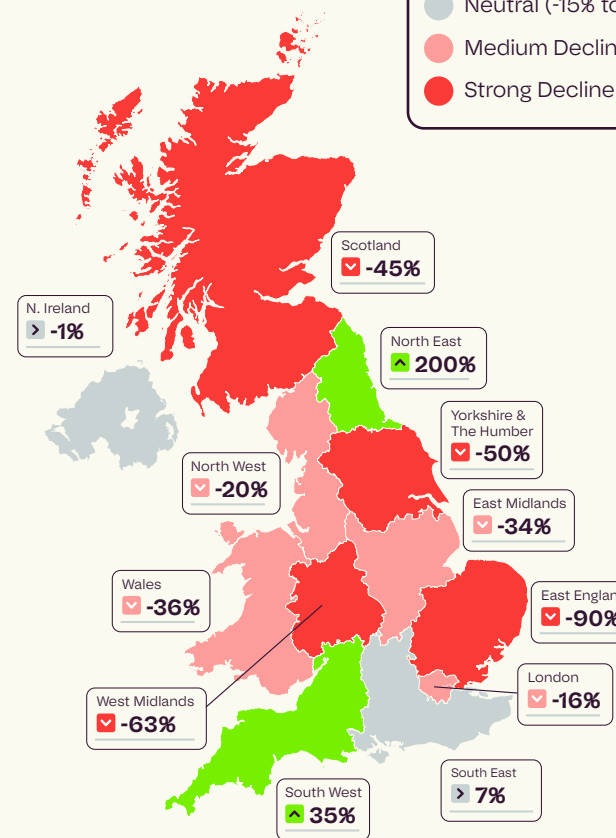 Neutral (-15% to
Medium Declin
Strong Decline
Scotland
-45%
N. Ireland
-1%
North East
200%
Yorkshire &
The Humber
-50%
North West
-20%
East Midlands
-34%
Wales
-36%
East Englan
-90%
London
-16%
West Midlands
-63%
South East
7%
South West
35%